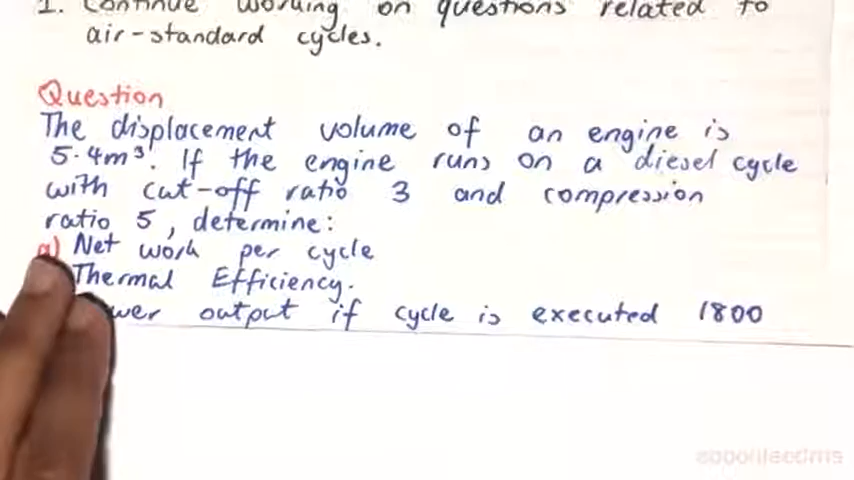 1. Continue working on questions related to
air-standard cycles.
Question
The displacement volume of an engine is
5.4m³. If the engine runs on a diesel cycle
with cut-off ratio 3 and compression
ratio 5, determine:
a) Net work per cycle
Thermal Efficiency.
wer output if cycle is executed 1800